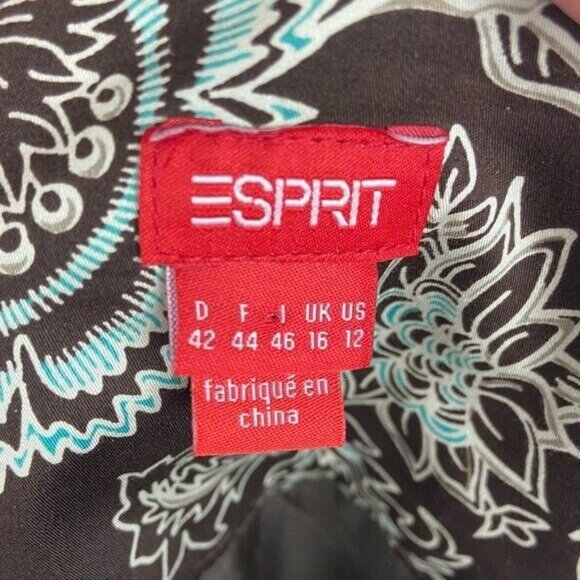 ESPRIT
D F I UK US
42 44 46 16 12
fabriqué en
china